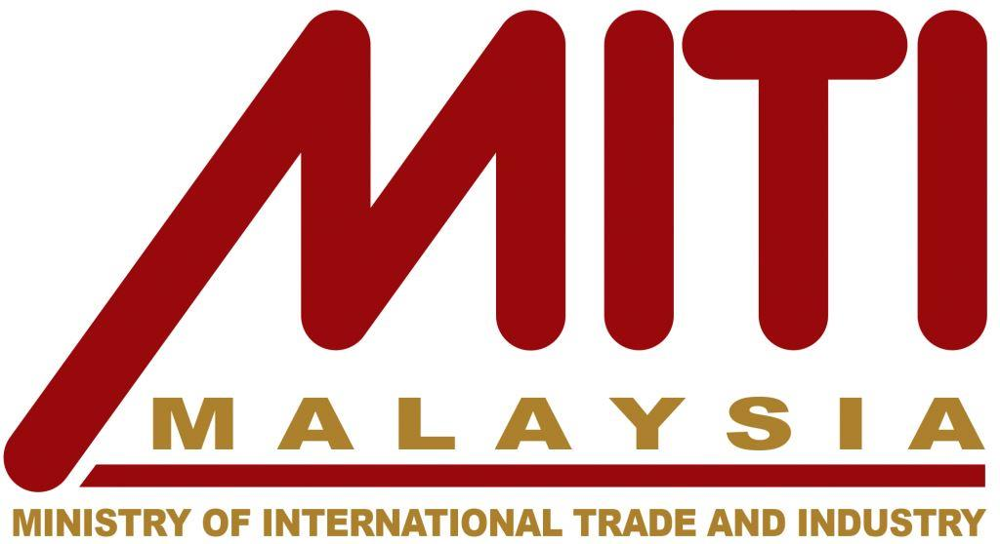 MITI
MALAYSIA
MINISTRY OF INTERNATIONAL TRADE AND INDUSTRY